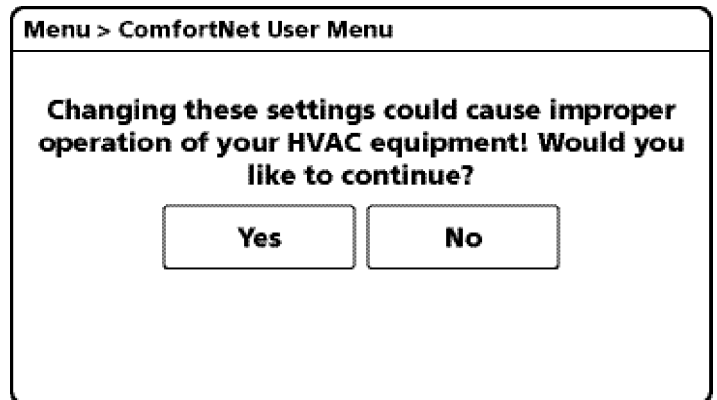 Menu > ComfortNet User Menu
Changing these settings could cause improper
operation of your HVAC equipment! Would you
like to continue?
Yes No